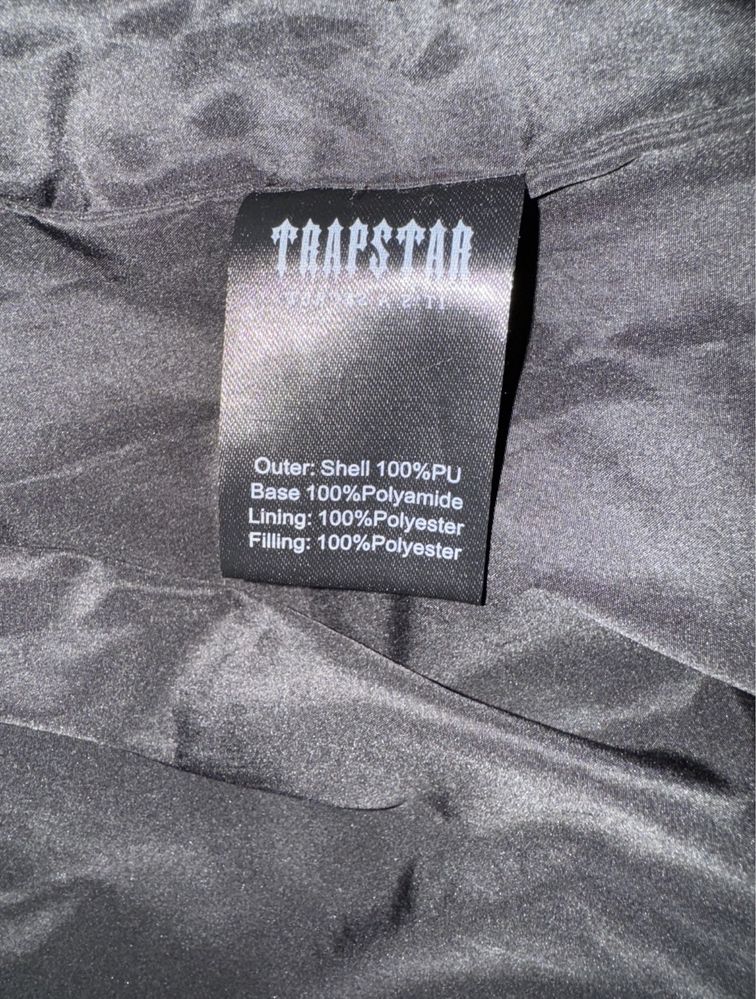 TRAPSTAR
Outer: Shell 100%PU
Base 100%Polyamide
Lining: 100%Polyester
Filling: 100%Polyester